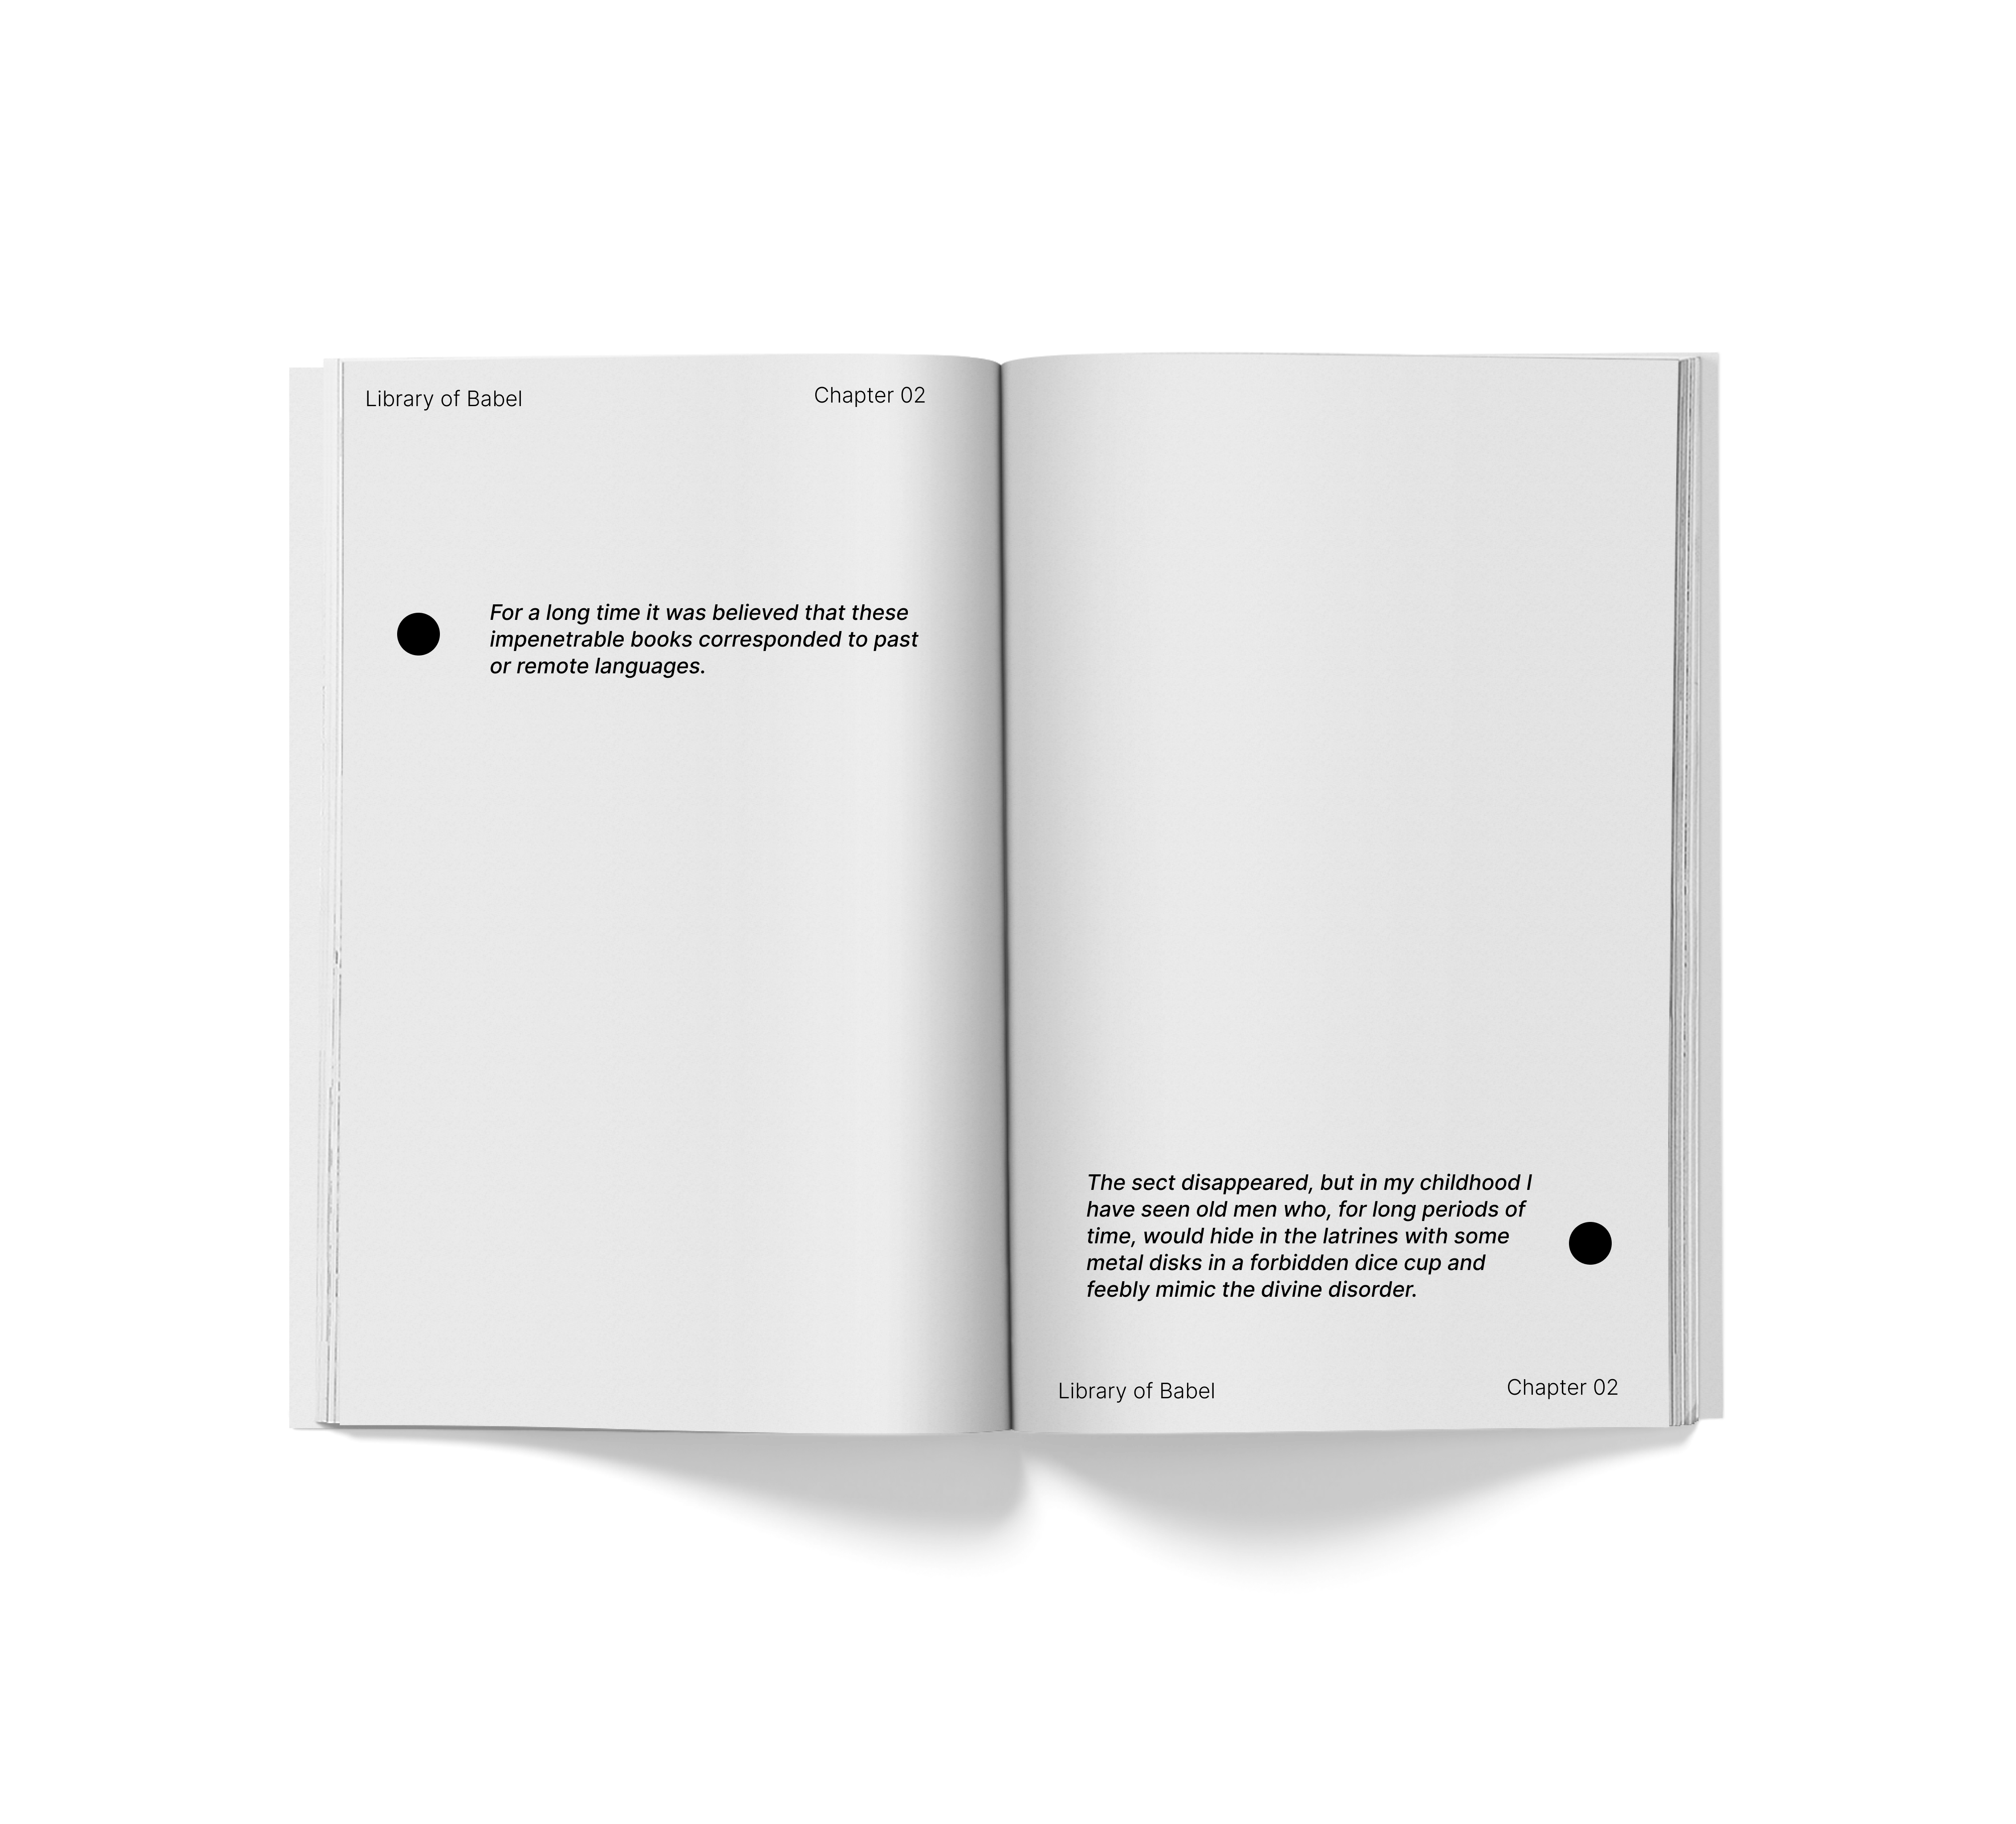 Library of Babel
Chapter 02
For a long time it was believed that these
impenetrable books corresponded to past
or remote languages.
The sect disappeared, but in my childhood I
have seen old men who, for long periods of
time, would hide in the latrines with some
metal disks in a forbidden dice cup and
feebly mimic the divine disorder.
Library of Babel
Chapter 02